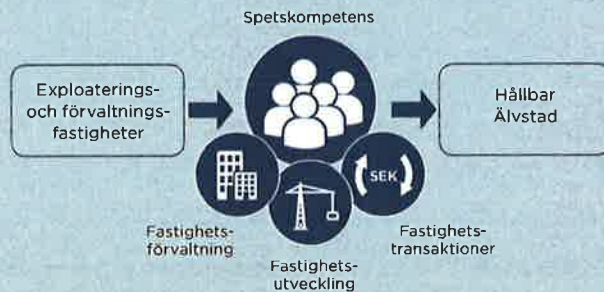 Spetskompetens
Exploaterings-
och förvaltnings-
fastigheter
Hållbar
Älvstad
SEK
Fastighets-
förvaltning
Fastighets-
utveckling
Fastighets-
transaktioner